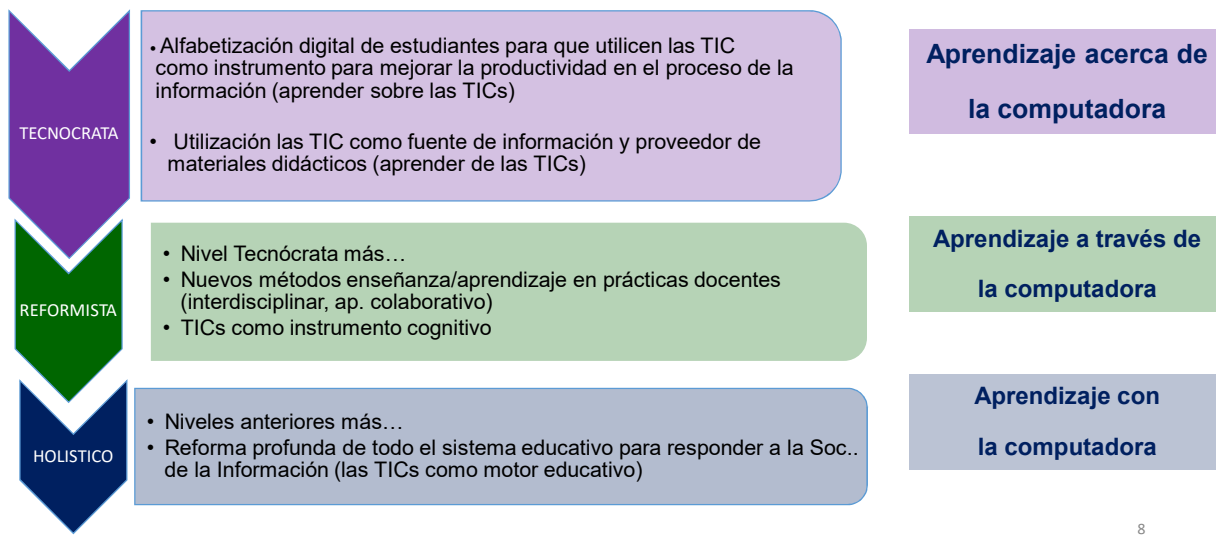 TECNOCRATA
• Alfabetización digital de estudiantes para que utilicen las TIC
como instrumento para mejorar la productividad en el proceso de la
información (aprender sobre las TICs)
• Utilización las TIC como fuente de información y proveedor de
materiales didácticos (aprender de las TICs)
Aprendizaje acerca de
la computadora
REFORMISTA
• Nivel Tecnócrata más…
• Nuevos métodos enseñanza/aprendizaje en prácticas docentes
(interdisciplinar, ap. colaborativo)
• TICs como instrumento cognitivo
Aprendizaje a través de
la computadora
HOLISTICO
• Niveles anteriores más…
• Reforma profunda de todo el sistema educativo para responder a la Soc..
de la Información (las TICs como motor educativo)
Aprendizaje con
la computadora
8